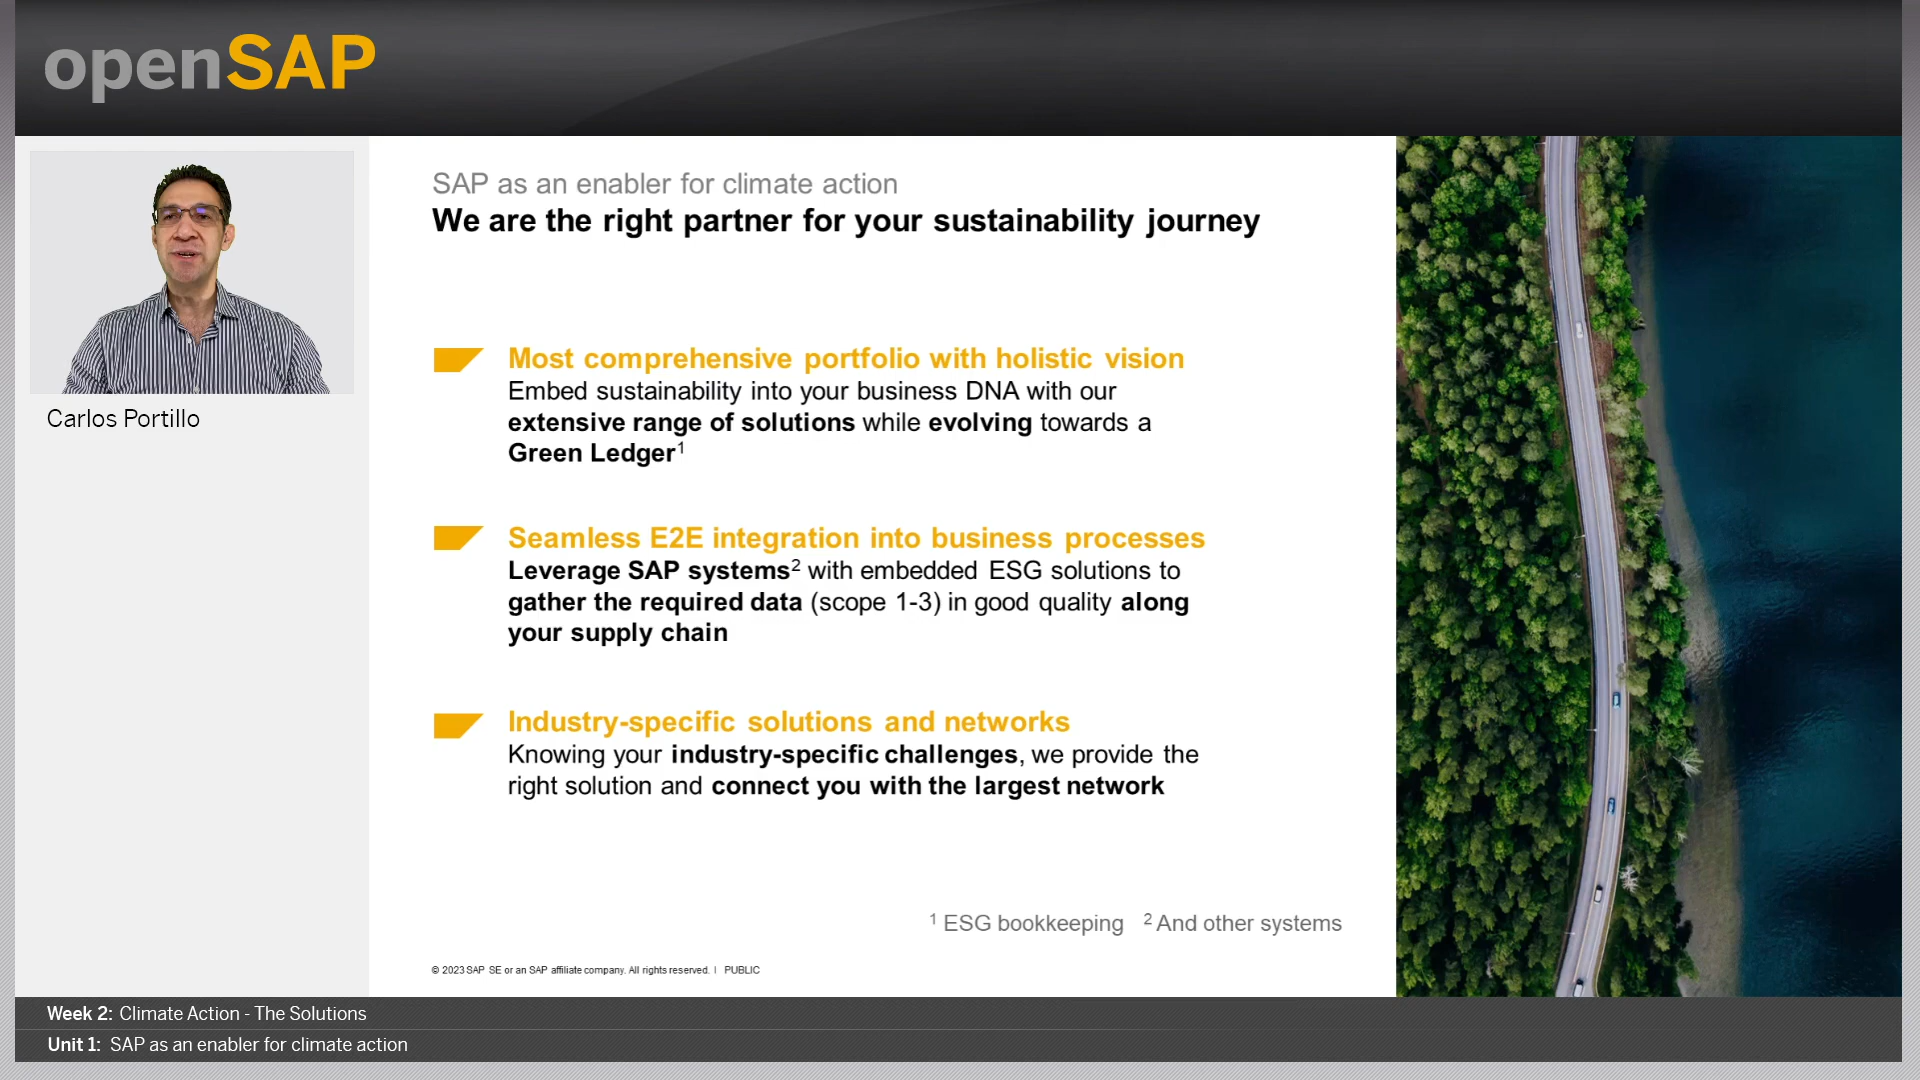 openSAP
Carlos Portillo
SAP as an enabler for climate action
We are the right partner for your sustainability journey
Most comprehensive portfolio with holistic vision
Embed sustainability into your business DNA with our
extensive range of solutions while evolving towards a
Green Ledger¹
Seamless E2E integration into business processes
Leverage SAP systems² with embedded ESG solutions to
gather the required data (scope 1-3) in good quality along
your supply chain
Industry-specific solutions and networks
Knowing your industry-specific challenges, we provide the
right solution and connect you with the largest network
¹ ESG bookkeeping ² And other systems
© 2023 SAP SE or an SAP affiliate company. All rights reserved. | PUBLIC
Week 2: Climate Action - The Solutions
Unit 1: SAP as an enabler for climate action